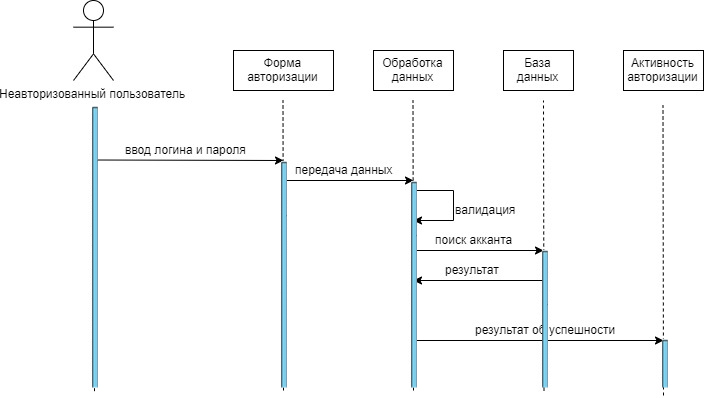 Неавторизованный пользователь
Форма
авторизации
Обработка
данных
База
данных
Активность
авторизации
ввод логина и пароля
передача данных
валидация
поиск акканта
результат
результат об успешности